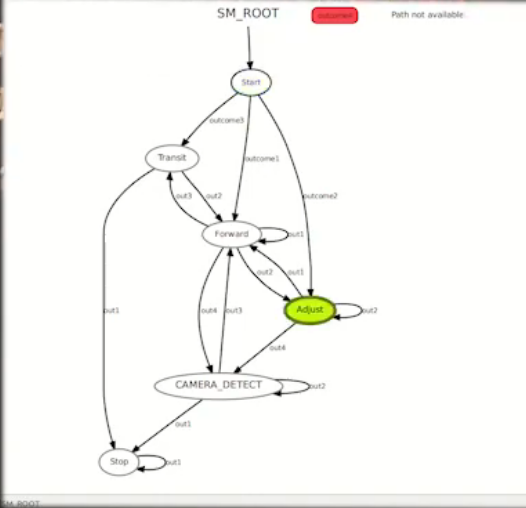 SM_ROOT
outcome4
Path not available.
Start
outcome3
outcome1
Transit
out3
out2
outcome2
Forward
out1
out2
out1
out1
out4
out3
Adjust
out2
out4
CAMERA_DETECT
out2
out1
Stop
out1
SM_ROOT